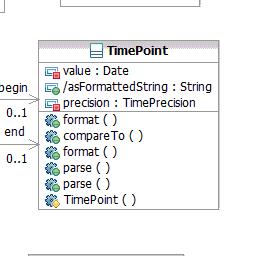 TimePoint
value : Date
begin
/asFormattedString : String
precision : TimePrecision
0..1
format ( )
end
compareTo ( )
format ( )
0..1
parse ( )
parse ( )
TimePoint ( )